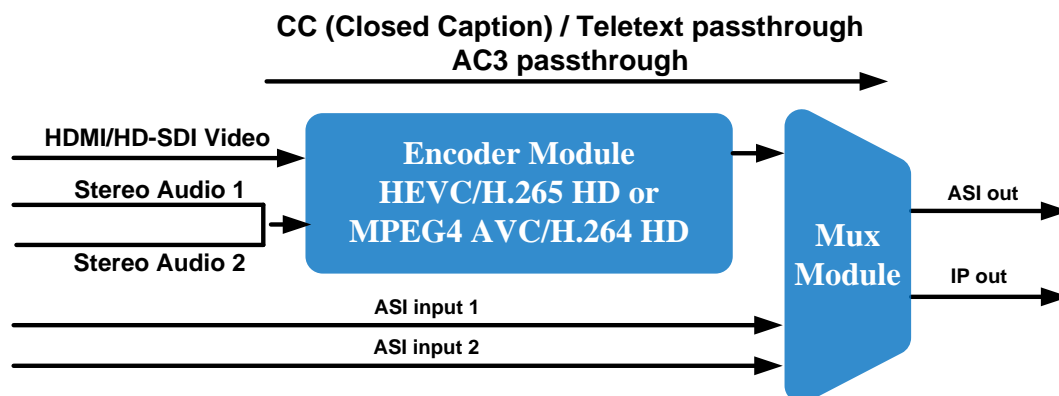 CC (Closed Caption) / Teletext passthrough
AC3 passthrough
HDMI/HD-SDI Video
Stereo Audio 1
Stereo Audio 2
Encoder Module
HEVC/H.265 HD or
MPEG4 AVC/H.264 HD
ASI input 1
ASI input 2
Mux
Module
ASI out
IP out